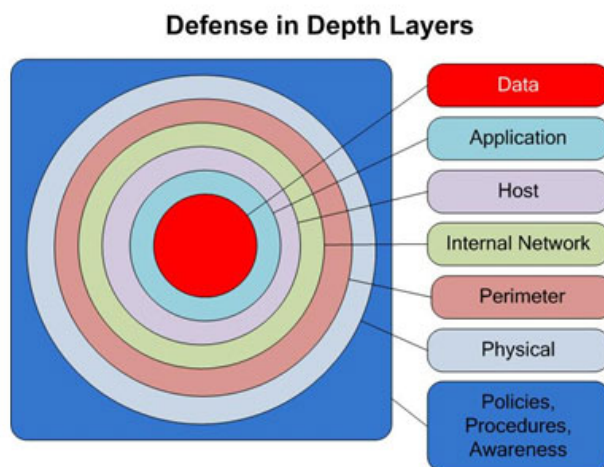 Defense in Depth Layers
Data
Application
Host
Internal Network
Perimeter
Physical
Policies,
Procedures,
Awareness